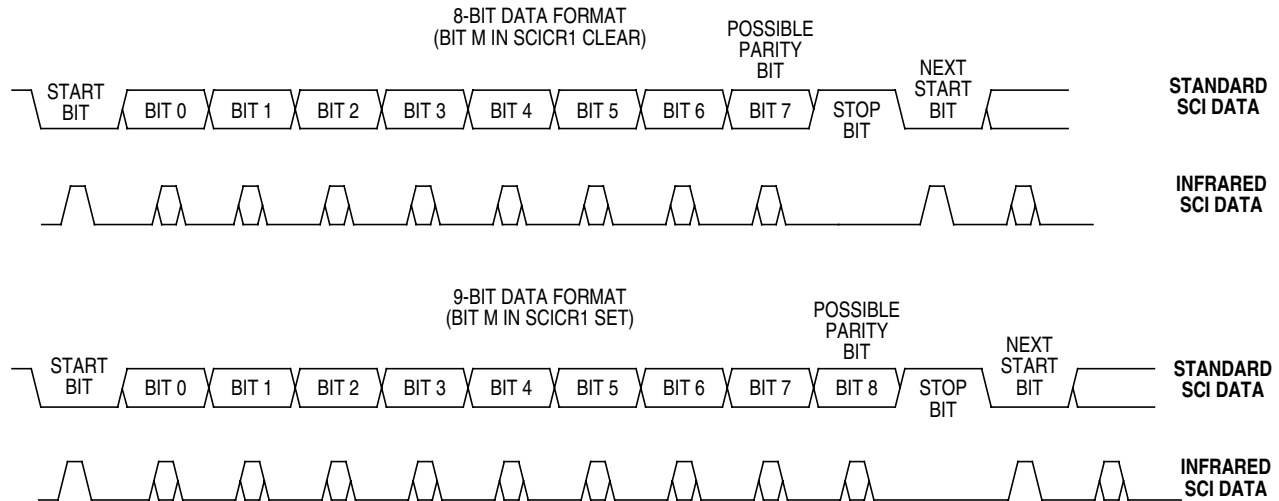 8-BIT DATA FORMAT
(BIT M IN SCICR1 CLEAR)
POSSIBLE
PARITY
BIT
START
BIT
BIT 0
BIT 1
BIT 2
BIT 3
BIT 4
BIT 5
BIT 6
BIT 7
STOP
BIT
NEXT
START
BIT
STANDARD
SCI DATA
INFRARED
SCI DATA
9-BIT DATA FORMAT
(BIT M IN SCICR1 SET)
POSSIBLE
PARITY
BIT
START
BIT
BIT 0
BIT 1
BIT 2
BIT 3
BIT 4
BIT 5
BIT 6
BIT 7
BIT 8
STOP
BIT
NEXT
START
BIT
STANDARD
SCI DATA
INFRARED
SCI DATA